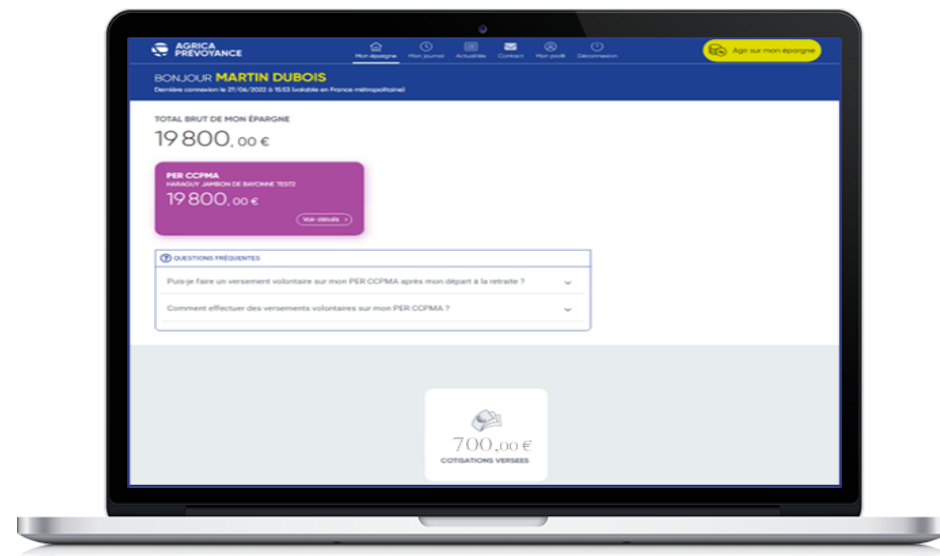 AGRICA
PRÉVOYANCE
Mon épargne
Mon journal
Actualités
Contact
Mon profil
Déconnexion
Agir sur mon épargne
BONJOUR MARTIN DUBOIS
Dernière connexion le 27/06/2022 à 15:53 (valable en France métropolitaine)
TOTAL BRUT DE MON ÉPARGNE
19 800, 00 €
PER CCPMA
HARAGUY JAMBON DE BAYONNE TEST2
19 800, 00 €
Voir détails >
? QUESTIONS FRÉQUENTES
Puis-je faire un versement volontaire sur mon PER CCPMA après mon départ à la retraite ?
Comment effectuer des versements volontaires sur mon PER CCPMA ?
700,00 €
COTISATIONS VERSEES